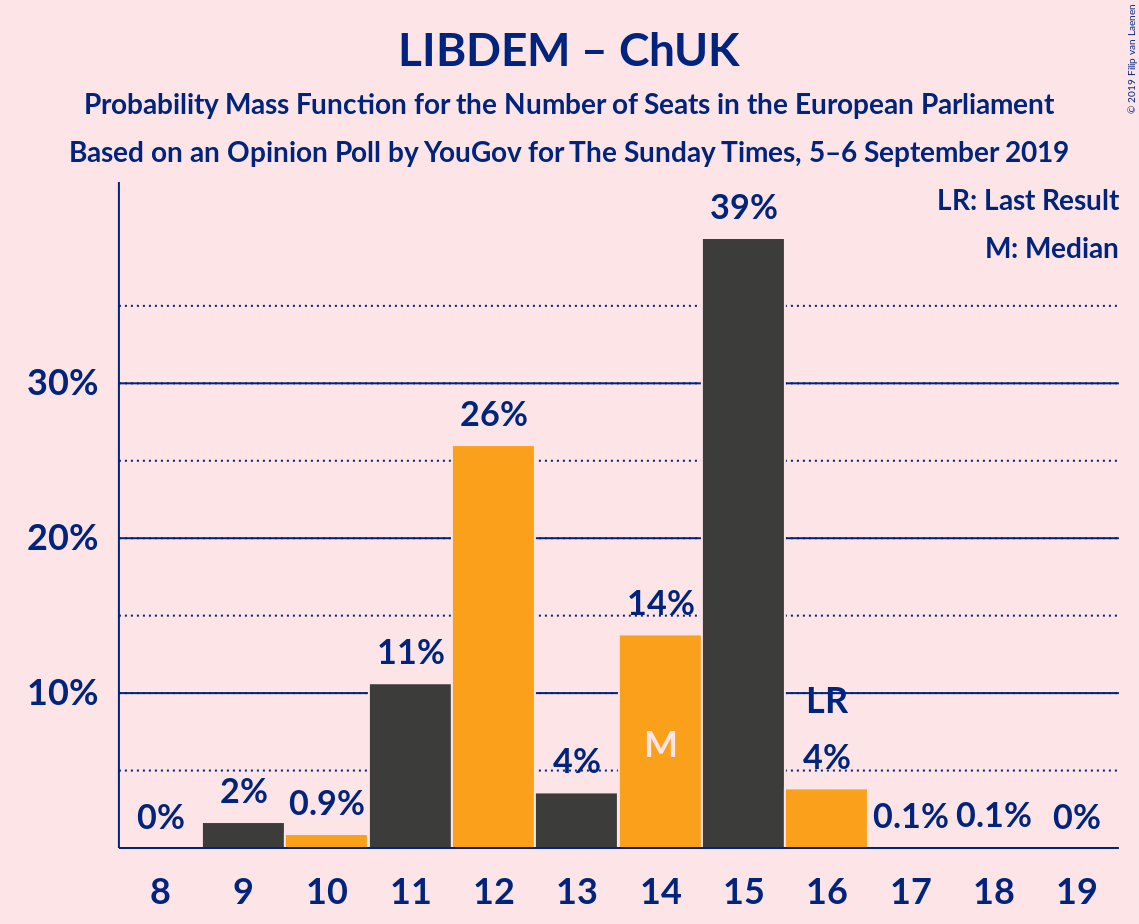 LIBDEM – ChUK
Probability Mass Function for the Number of Seats in the European Parliament
Based on an Opinion Poll by YouGov for The Sunday Times, 5–6 September 2019
© 2019 Filip van Laenen
LR: Last Result
M: Median
39%
30%
26%
20%
14%
11%
10%
LR
M
4%
4%
2%
0.9%
0%
0.1%
0.1%
0%
8 9 10 11 12 13 14 15 16 17 18 19